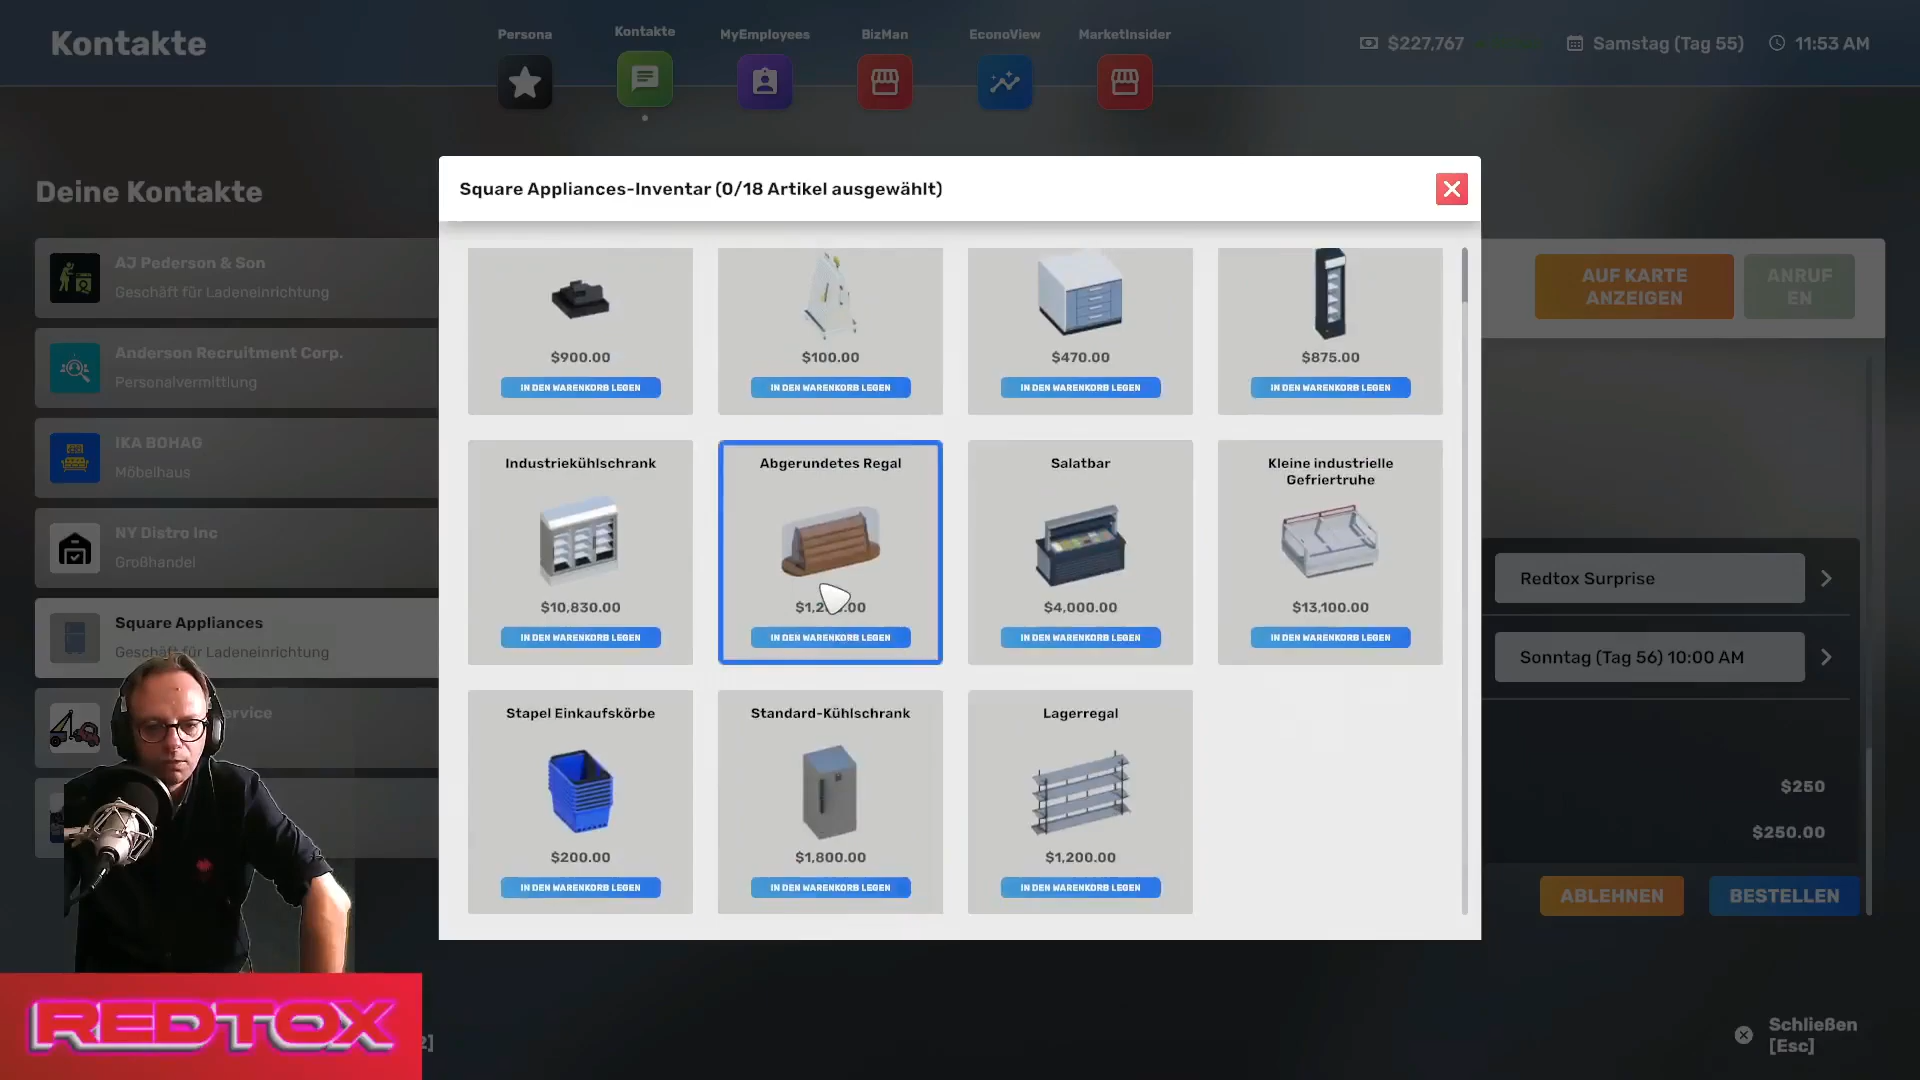 Kontakte
Persona
Kontakte
MyEmployees
BizMan
EconoView
MarketInsider
$227,767
Samstag (Tag 55)
11:53 AM
Deine Kontakte
AJ Pederson & Son
Geschäft für Ladeneinrichtung
Anderson Recruitment Corp.
Personalvermittlung
IKA BOHAG
Möbelhaus
NY Distro Inc
Großhandel
Square Appliances
Geschäft für Ladeneinrichtung
Square Appliances-Inventar (0/18 Artikel ausgewählt)
$900.00
IN DEN WARENKORB LEGEN
$100.00
IN DEN WARENKORB LEGEN
$470.00
IN DEN WARENKORB LEGEN
$875.00
IN DEN WARENKORB LEGEN
Industriekühlschrank
$10,830.00
IN DEN WARENKORB LEGEN
Abgerundetes Regal
IN DEN WARENKORB LEGEN
Salatbar
$4,000.00
IN DEN WARENKORB LEGEN
Kleine industrielle
Gefriertruhe
$13,100.00
IN DEN WARENKORB LEGEN
Stapel Einkaufskörbe
$200.00
IN DEN WARENKORB LEGEN
Standard-Kühlschrank
$1,800.00
IN DEN WARENKORB LEGEN
Lagerregal
$1,200.00
IN DEN WARENKORB LEGEN
AUF KARTE
ANZEIGEN
ANRUF
EN
Redtox Surprise
Sonntag (Tag 56) 10:00 AM
$250
$250.00
ABLEHNEN
BESTELLEN
REDTOX
Schließen
[Esc]